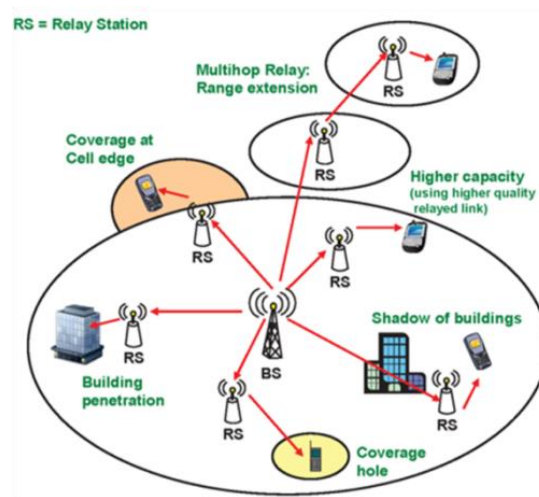 RS = Relay Station
Multihop Relay:
Range extension
RS
RS
Coverage at
Cell edge
Higher capacity
(using higher quality
relayed link)
RS
RS
Shadow of buildings
RS
Building
penetration
BS
RS
RS
Coverage
hole